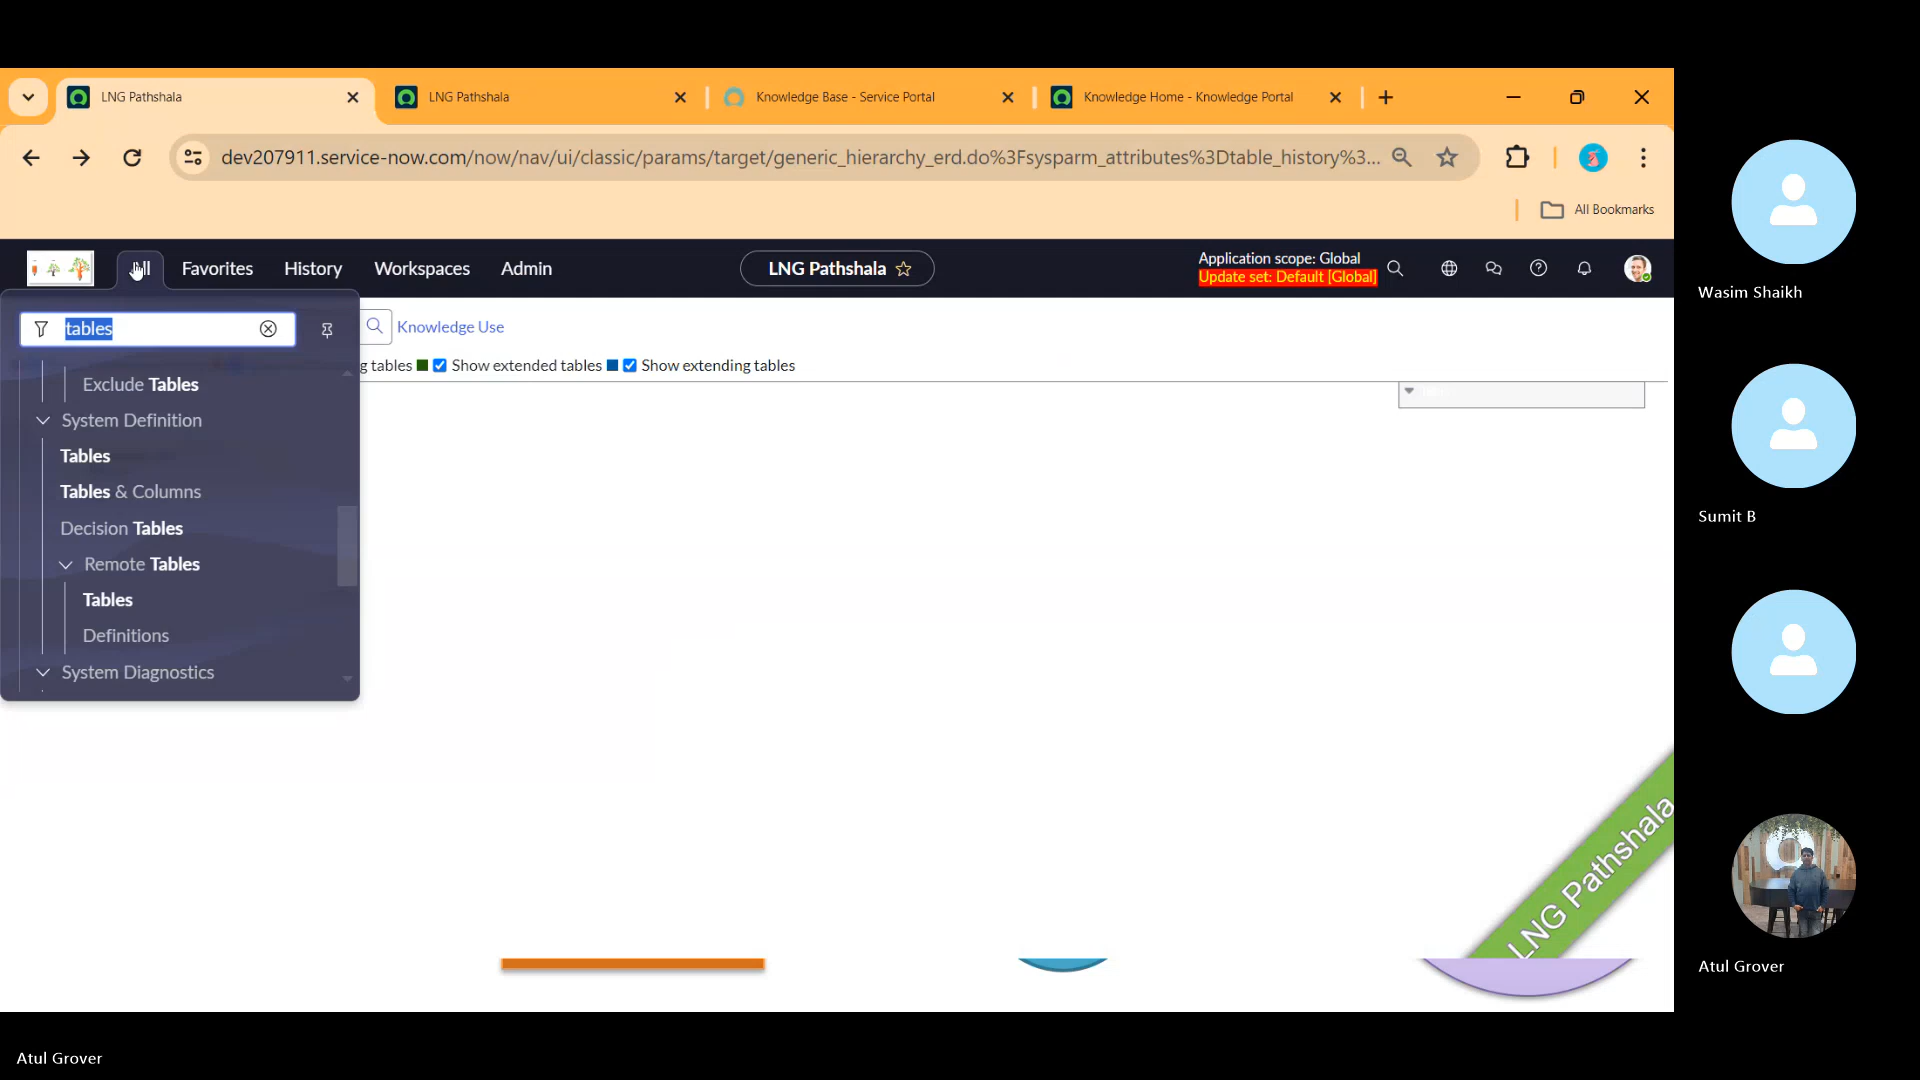 LNG Pathshala
LNG Pathshala
Knowledge Base - Service Portal
Knowledge Home - Knowledge Portal
dev207911.service-now.com/now/nav/ui/classic/params/target/generic_hierarchy_erd.do%3Fsysparm_attributes%3Dtable_history%3...
All Bookmarks
Favorites
History
Workspaces
Admin
LNG Pathshala
Application scope: Global
Update set: Default [Global]
tables
Knowledge Use
g tables
Show extended tables
Show extending tables
Exclude Tables
System Definition
Tables
Tables & Columns
Decision Tables
Remote Tables
Tables
Definitions
System Diagnostics
LNG Pathshala
Wasim Shaikh
Sumit B
Atul Grover
Atul Grover